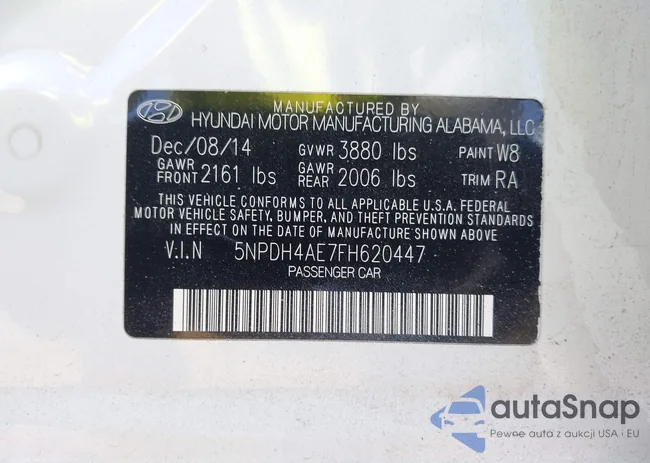 MANUFACTURED BY
HYUNDAI MOTOR MANUFACTURING ALABAMA, LLC
Dec/08/14 GVWR 3880 lbs PAINT W8
GAWR FRONT 2161 lbs GAWR REAR 2006 lbs TRIM RA
THIS VEHICLE CONFORMS TO ALL APPLICABLE U.S.A. FEDERAL
MOTOR VEHICLE SAFETY, BUMPER, AND THEFT PREVENTION STANDARDS
IN EFFECT ON THE DATE OF MANUFACTURE SHOWN ABOVE.
V.I.N 5NPDH4AE7FH620447
PASSENGER CAR
autaSnap
Pewne auta z aukcji USA i EU